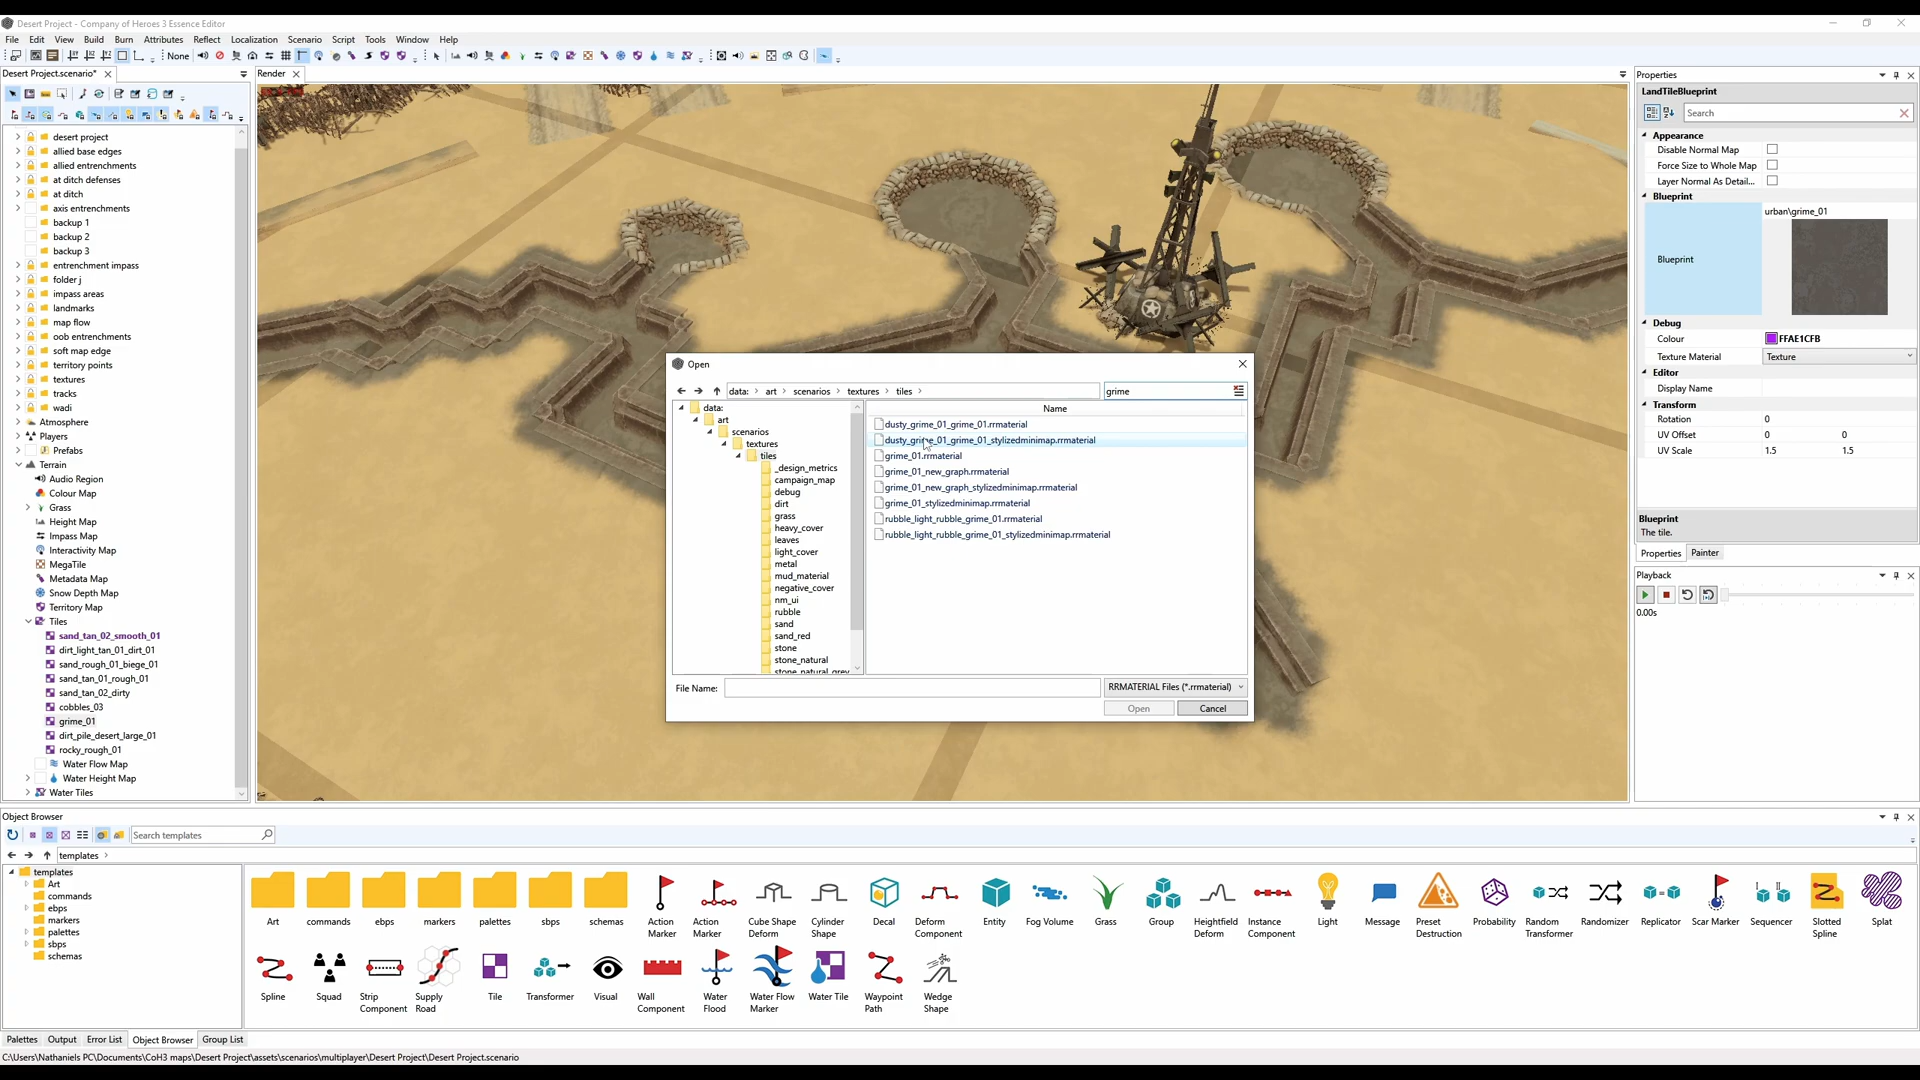 Desert Project - Company of Heroes 3 Essence Editor
File Edit View Build Burn Attributes Reflect Localization Scenario Script Tools Window Help
None
Desert Project.scenario*
Render
desert project
allied base edges
allied entrenchments
at ditch defenses
at ditch
axis entrenchments
backup 1
backup 2
backup 3
entrenchment impass
folder j
impass areas
landmarks
map flow
oob entrenchments
soft map edge
territory points
textures
tracks
wadi
Atmosphere
Players
Prefabs
Terrain
Audio Region
Colour Map
Grass
Height Map
Impass Map
Interactivity Map
MegaTile
Metadata Map
Snow Depth Map
Territory Map
Tiles
sand_tan_02_smooth_01
dirt_light_tan_01_dirt_01
sand_rough_01_biege_01
sand_tan_01_rough_01
sand_tan_02_dirty
cobbles_03
grime_01
dirt_pile_desert_large_01
rocky_rough_01
Water Flow Map
Water Height Map
Water Tiles
Open
data: art scenarios textures tiles
grime
data:
art
scenarios
textures
tiles
_design_metrics
campaign_map
debug
dirt
grass
heavy_cover
leaves
light_cover
metal
mud_material
negative_cover
nm_ui
rubble
sand
sand_red
stone
stone_natural
stone_natural_grey
Name
dusty_grime_01_grime_01.rrmaterial
dusty_grime_01_grime_01_stylizedminimap.rrmaterial
grime_01.rrmaterial
grime_01_new_graph.rrmaterial
grime_01_new_graph_stylizedminimap.rrmaterial
grime_01_stylizedminimap.rrmaterial
rubble_light_rubble_grime_01.rrmaterial
rubble_light_rubble_grime_01_stylizedminimap.rrmaterial
File Name:
RRMATERIAL Files (*.rrmaterial)
Open
Cancel
Properties
LandTileBlueprint
Search
Appearance
Disable Normal Map
Force Size to Whole Map
Layer Normal As Detail...
Blueprint
urban\grime_01
Blueprint
Debug
Colour FFAE1CFB
Texture Material Texture
Editor
Display Name
Transform
Rotation 0
UV Offset 0 0
UV Scale 1.5 1.5
Blueprint
The tile.
Properties Painter
Playback
0.00s
Object Browser
Search templates
templates
templates
Art
commands
ebps
markers
palettes
sbps
schemas
Art commands ebps markers palettes sbps schemas Action Marker Action Marker Cube Shape Deform Cylinder Shape Decal Deform Component Entity Fog Volume Grass Group Heightfield Deform Instance Component Light Message Preset Destruction Probability Random Transformer Randomizer Replicator Scar Marker Sequencer Slotted Spline Splat
Spline Squad Strip Component Supply Road Tile Transformer Visual Wall Component Water Flood Water Flow Marker Water Tile Waypoint Path Wedge Shape
Palettes Output Error List Object Browser Group List
C:\Users\Nathaniels PC\Documents\CoH3 maps\Desert Project\assets\scenarios\multiplayer\Desert Project\Desert Project.scenario